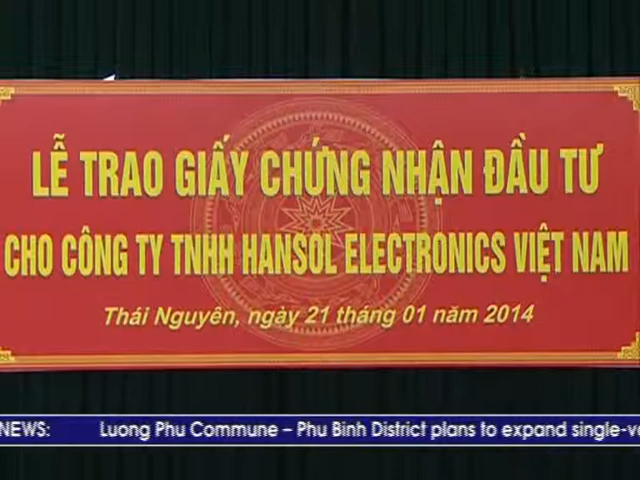 LỄ TRAO GIẤY CHỨNG NHẬN ĐẦU TƯ
CHO CÔNG TY TNHH HANSOL ELECTRONICS VIỆT NAM
Thái Nguyên, ngày 21 tháng 01 năm 2014
NEWS: Luong Phu Commune – Phu Binh District plans to expand single-v